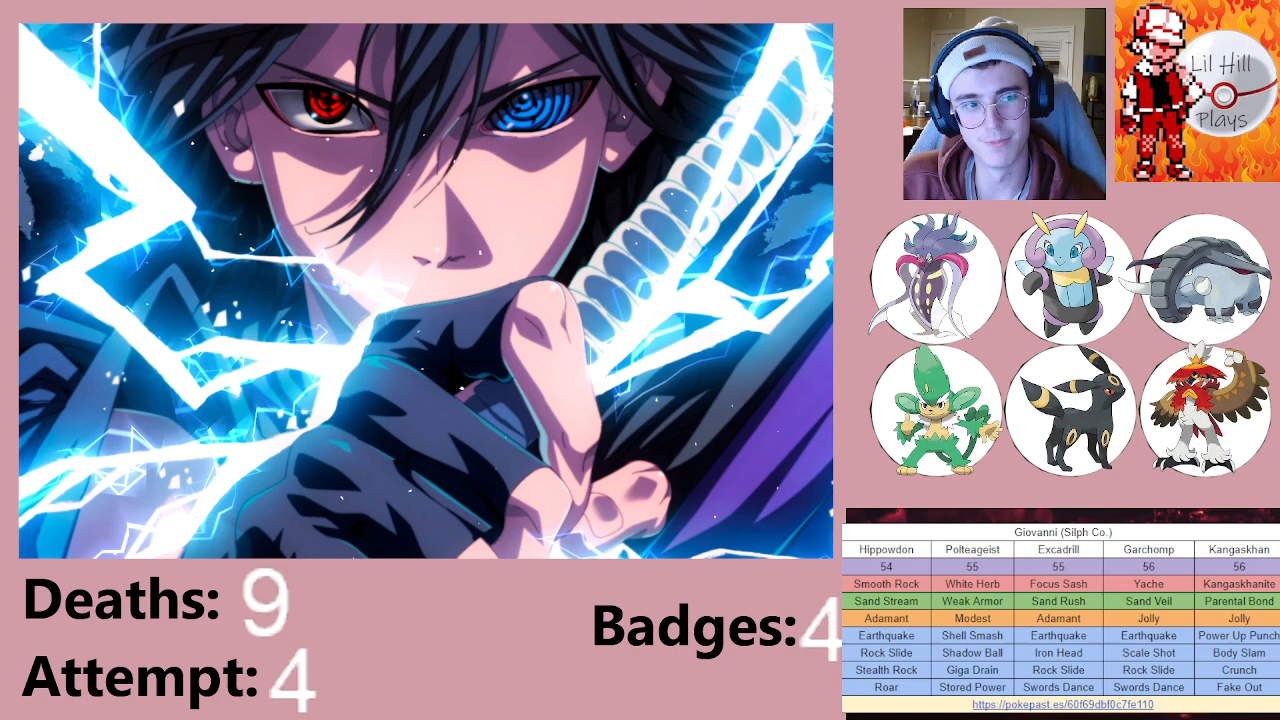 Lil Hill
Plays
Deaths: 9
Attempt: 4
Badges: 4
Giovanni (Silph Co.)
Hippowdon Polteageist Excadrill Garchomp Kangaskhan
54 55 55 56 56
Smooth Rock White Herb Focus Sash Yache Kangaskhanite
Sand Stream Weak Armor Sand Rush Sand Veil Parental Bond
Adamant Modest Adamant Jolly Jolly
Earthquake Shell Smash Earthquake Earthquake Power Up Punch
Rock Slide Shadow Ball Iron Head Scale Shot Body Slam
Stealth Rock Giga Drain Rock Slide Rock Slide Crunch
Roar Stored Power Swords Dance Swords Dance Fake Out
https://pokepast.es/60f69dbf0c7fe110